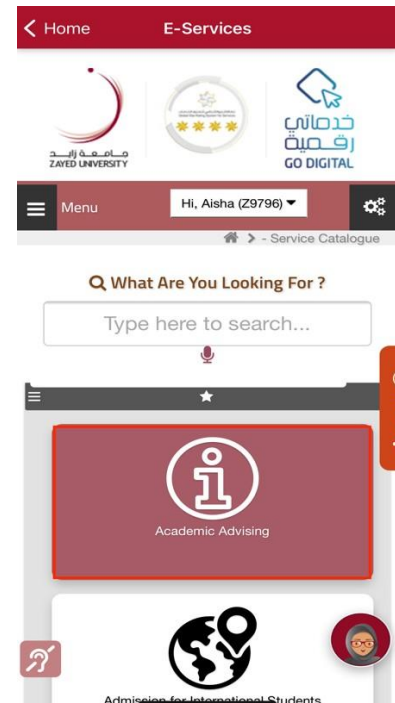 Home
E-Services
جامعة زايد
ZAYED UNIVERSITY
خدماتي
رقمية
GO DIGITAL
Menu
Hi, Aisha (Z9796)
- Service Catalogue
What Are You Looking For ?
Type here to search...
Academic Advising
Admission for International Students